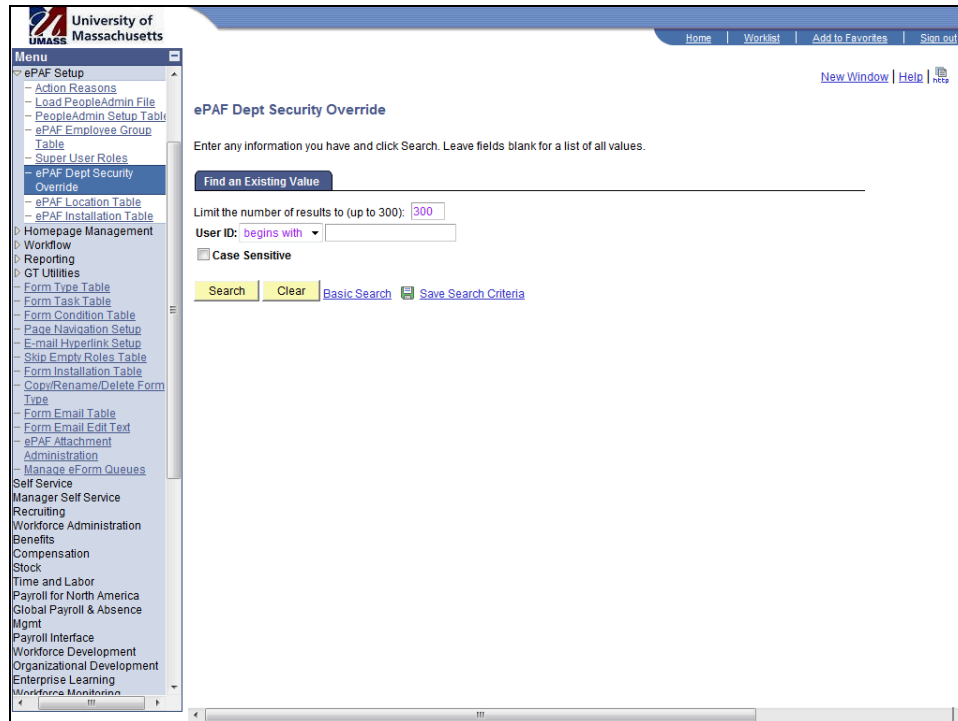 University of
Massachusetts
UMASS
Home | Worklist | Add to Favorites | Sign out
Menu
ePAF Setup
Action Reasons
Load PeopleAdmin File
PeopleAdmin Setup Table
ePAF Employee Group
Table
Super User Roles
ePAF Dept Security
Override
ePAF Location Table
ePAF Installation Table
Homepage Management
Workflow
Reporting
GT Utilities
Form Type Table
Form Task Table
Form Condition Table
Page Navigation Setup
E-mail Hyperlink Setup
Skip Empty Roles Table
Form Installation Table
Copy/Rename/Delete Form
Type
Form Email Table
Form Email Edit Text
ePAF Attachment
Administration
Manage eForm Queues
Self Service
Manager Self Service
Recruiting
Workforce Administration
Benefits
Compensation
Stock
Time and Labor
Payroll for North America
Global Payroll & Absence
Mgmt
Payroll Interface
Workforce Development
Organizational Development
Enterprise Learning
Workforce Monitoring
New Window | Help | http
ePAF Dept Security Override
Enter any information you have and click Search. Leave fields blank for a list of all values.
Find an Existing Value
Limit the number of results to (up to 300): 300
User ID: begins with
Case Sensitive
Search Clear Basic Search Save Search Criteria